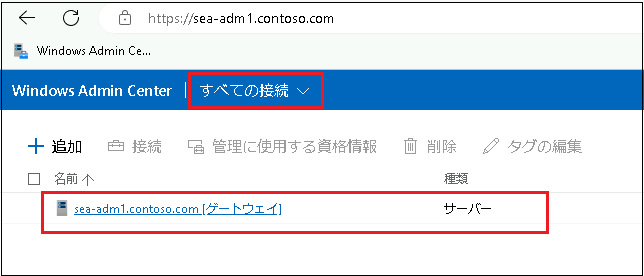 https://sea-adm1.contoso.com
Windows Admin Ce...
Windows Admin Center | すべての接続
追加 接続 管理に使用する資格情報 削除 タグの編集
名前 種類
sea-adm1.contoso.com [ゲートウェイ] サーバー